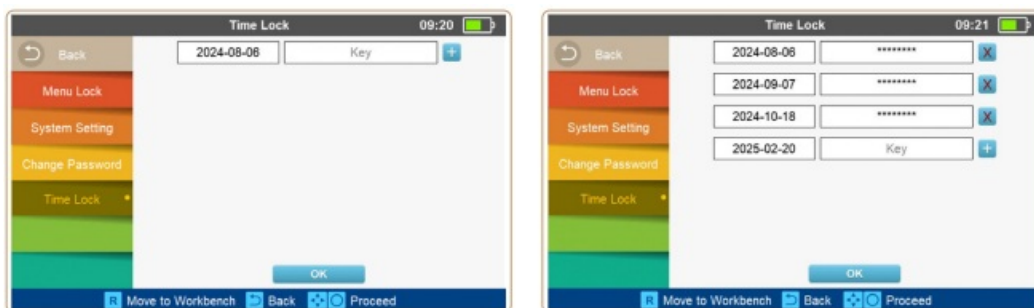 Time Lock 09:20
Back
2024-08-06 Key +
Menu Lock
System Setting
Change Password
Time Lock
OK
R Move to Workbench Back Proceed
Time Lock 09:21
Back
2024-08-06 ******** X
Menu Lock
2024-09-07 ******** X
System Setting
2024-10-18 ******** X
Change Password
2025-02-20 Key +
Time Lock
OK
R Move to Workbench Back Proceed